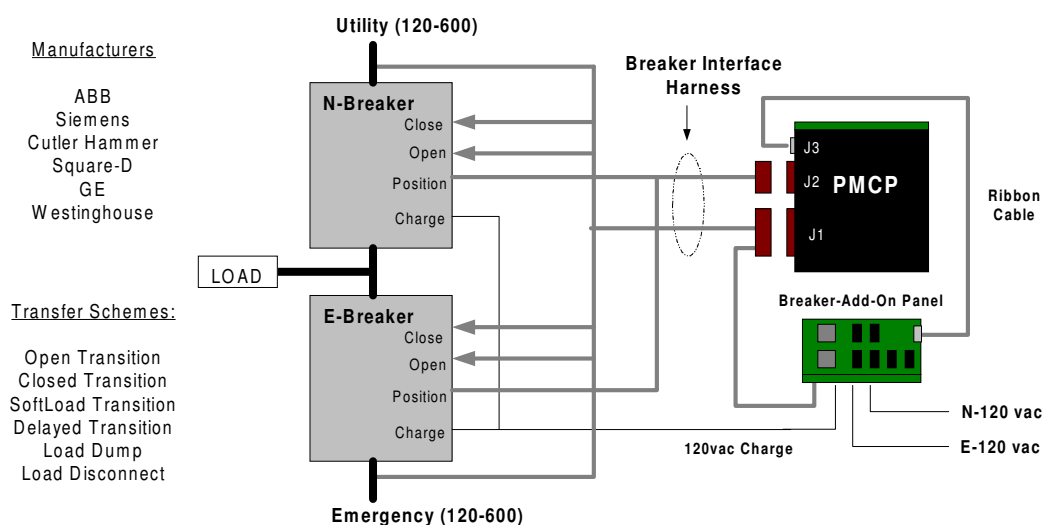 Utility (120-600)
Manufacturers
ABB
Siemens
Cutler Hammer
Square-D
GE
Westinghouse
N-Breaker
Close
Open
Position
Charge
Breaker Interface
Harness
J3
J2
PMCP
J1
Ribbon
Cable
LOAD
Transfer Schemes:
Open Transition
Closed Transition
SoftLoad Transition
Delayed Transition
Load Dump
Load Disconnect
E-Breaker
Close
Open
Position
Charge
Breaker-Add-On Panel
120vac Charge
N-120 vac
E-120 vac
Emergency (120-600)